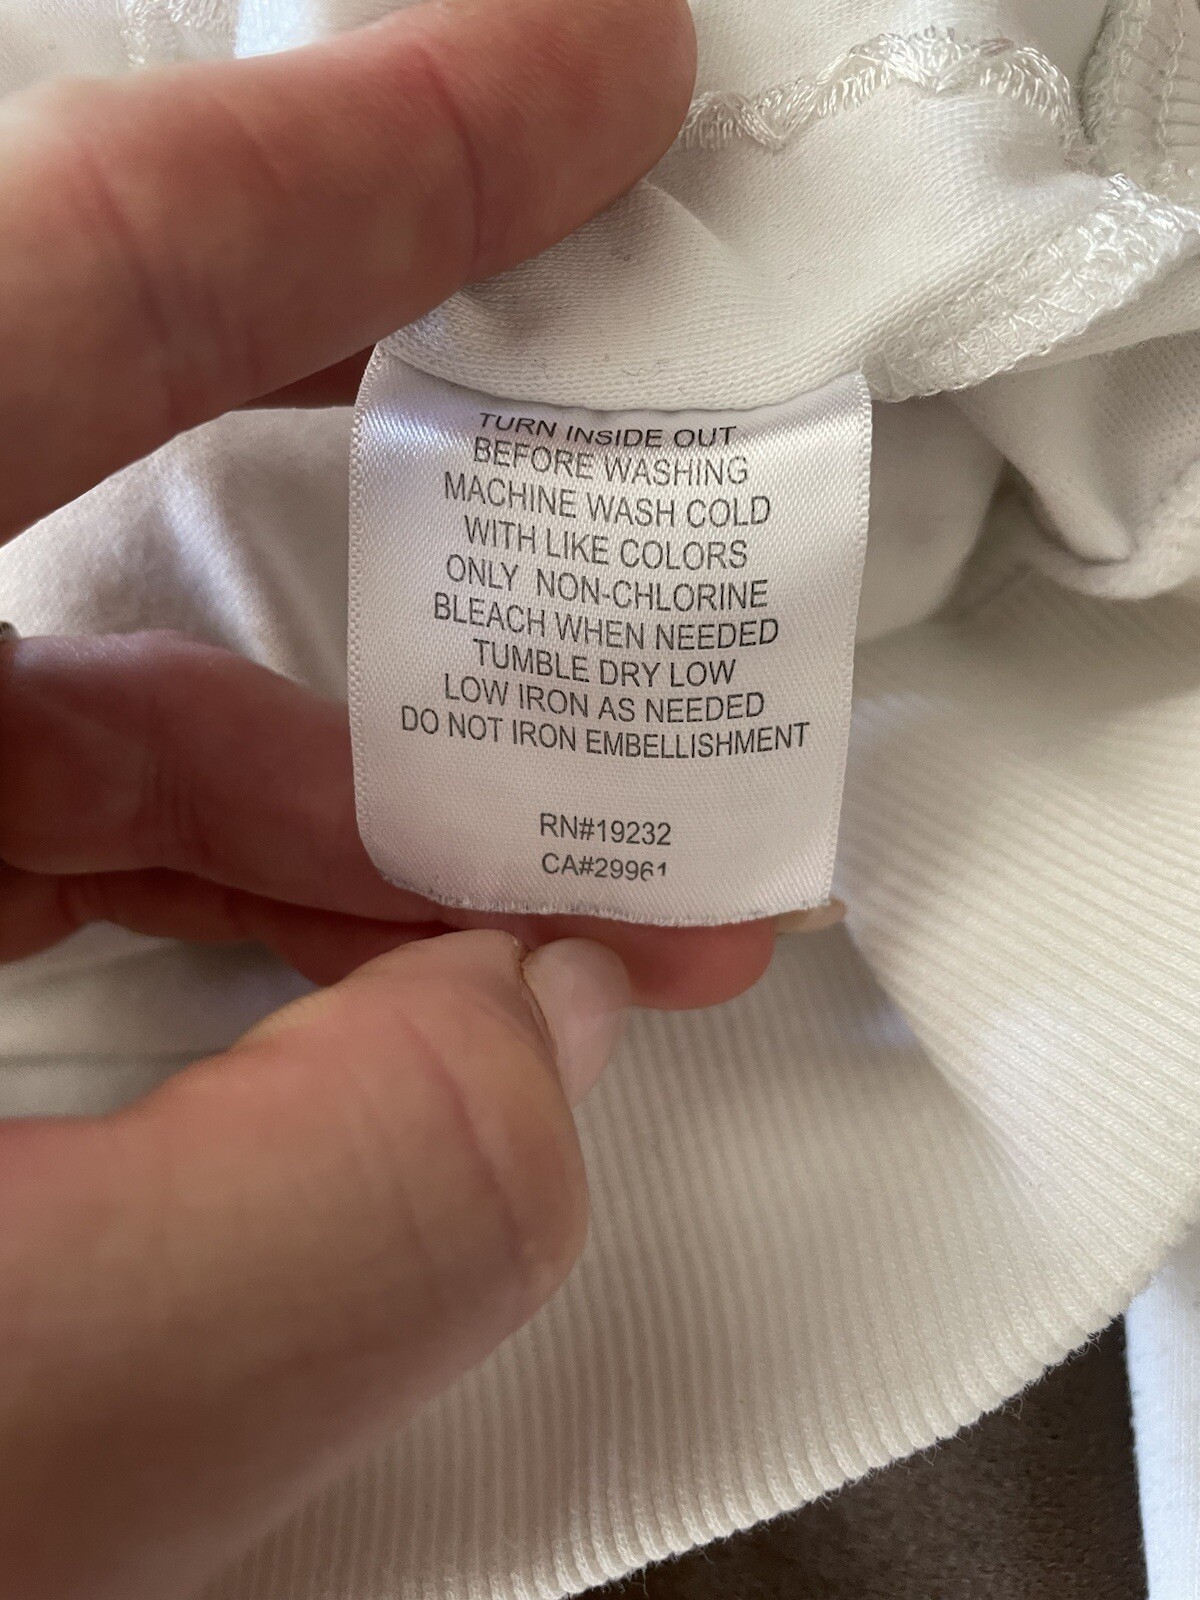 TURN INSIDE OUT
BEFORE WASHING
MACHINE WASH COLD
WITH LIKE COLORS
ONLY NON-CHLORINE
BLEACH WHEN NEEDED
TUMBLE DRY LOW
LOW IRON AS NEEDED
DO NOT IRON EMBELLISHMENT
RN#19232
CA#29961